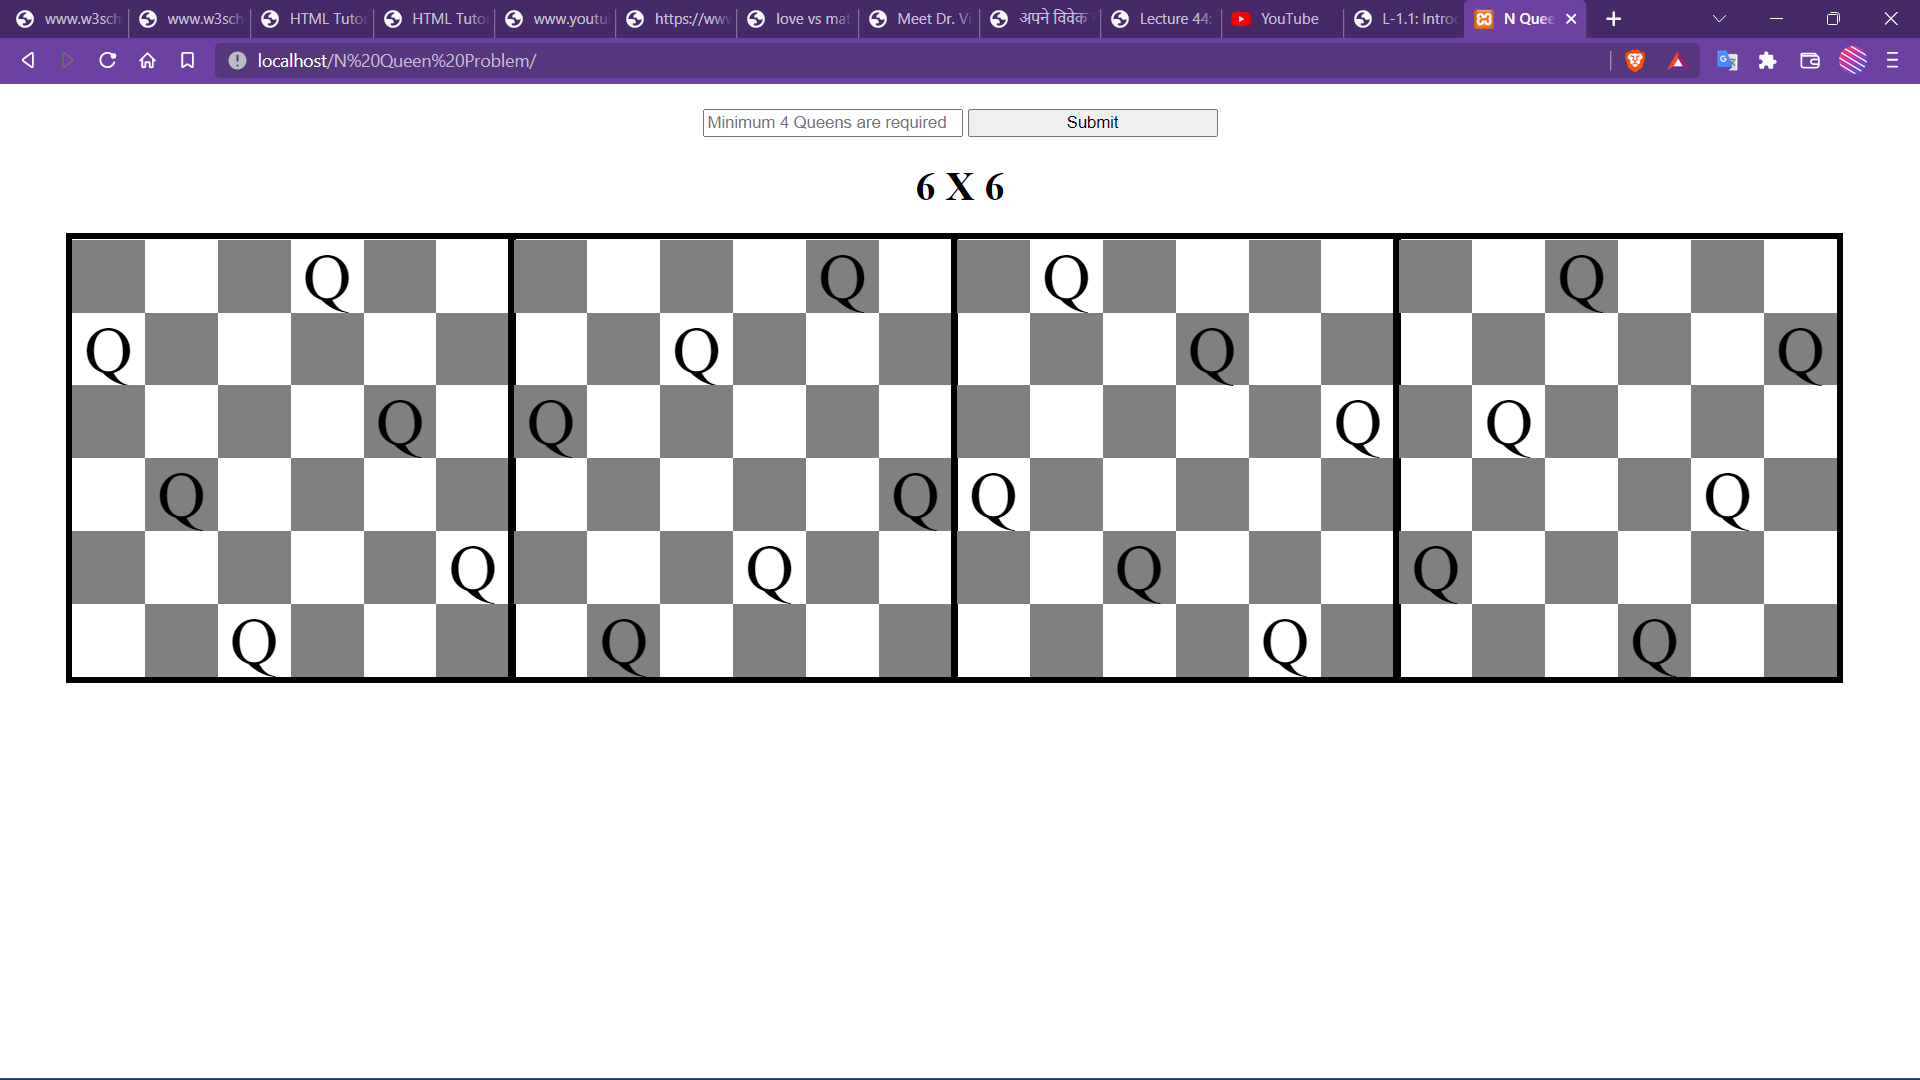 www.w3sch www.w3sch HTML Tutor HTML Tuto www.youtu https://www love vs mat Meet Dr. Vi अपने विवेक Lecture 44: YouTube L-1.1: Intro N Quee
localhost/N%20Queen%20Problem/
Minimum 4 Queens are required Submit
6 X 6
Q Q Q Q
Q Q Q Q
Q Q Q Q
Q Q Q Q
Q Q Q Q
Q Q Q Q